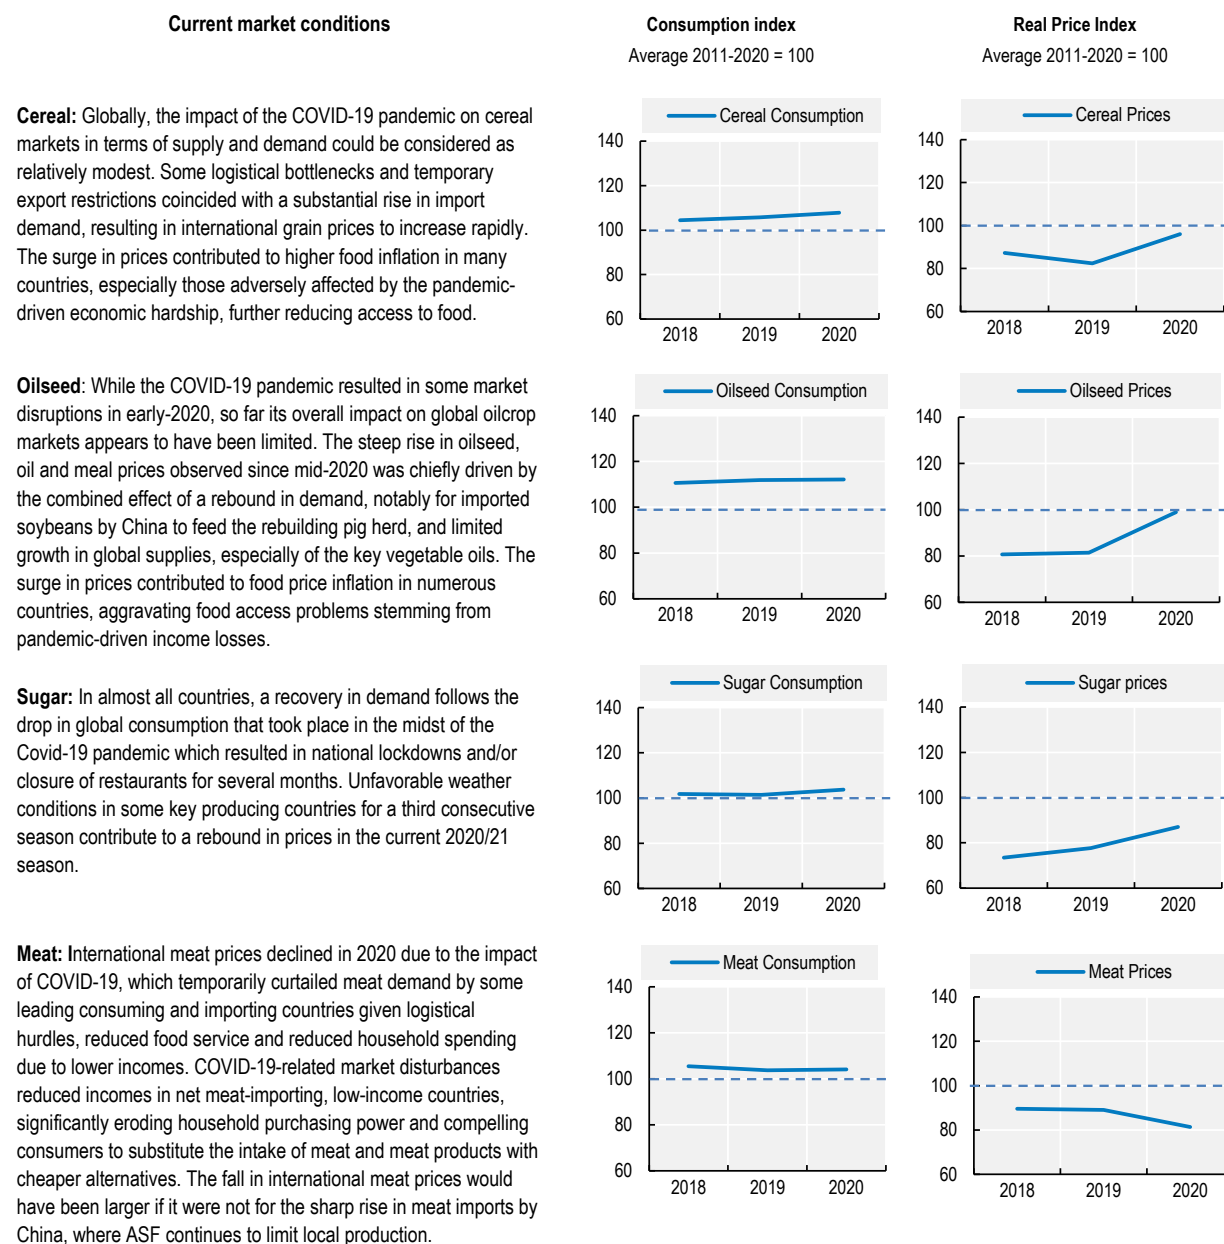 Current market conditions
Consumption index
Average 2011-2020 = 100
Real Price Index
Average 2011-2020 = 100
Cereal: Globally, the impact of the COVID-19 pandemic on cereal
markets in terms of supply and demand could be considered as
relatively modest. Some logistical bottlenecks and temporary
export restrictions coincided with a substantial rise in import
demand, resulting in international grain prices to increase rapidly.
The surge in prices contributed to higher food inflation in many
countries, especially those adversely affected by the pandemic-
driven economic hardship, further reducing access to food.
Cereal Consumption
140
120
100
80
60
2018 2019 2020
Cereal Prices
140
120
100
80
60
2018 2019 2020
Oilseed: While the COVID-19 pandemic resulted in some market
disruptions in early-2020, so far its overall impact on global oilcrop
markets appears to have been limited. The steep rise in oilseed,
oil and meal prices observed since mid-2020 was chiefly driven by
the combined effect of a rebound in demand, notably for imported
soybeans by China to feed the rebuilding pig herd, and limited
growth in global supplies, especially of the key vegetable oils. The
surge in prices contributed to food price inflation in numerous
countries, aggravating food access problems stemming from
pandemic-driven income losses.
Oilseed Consumption
140
120
100
80
60
2018 2019 2020
Oilseed Prices
140
120
100
80
60
2018 2019 2020
Sugar: In almost all countries, a recovery in demand follows the
drop in global consumption that took place in the midst of the
Covid-19 pandemic which resulted in national lockdowns and/or
closure of restaurants for several months. Unfavorable weather
conditions in some key producing countries for a third consecutive
season contribute to a rebound in prices in the current 2020/21
season.
Sugar Consumption
140
120
100
80
60
2018 2019 2020
Sugar prices
140
120
100
80
60
2018 2019 2020
Meat: International meat prices declined in 2020 due to the impact
of COVID-19, which temporarily curtailed meat demand by some
leading consuming and importing countries given logistical
hurdles, reduced food service and reduced household spending
due to lower incomes. COVID-19-related market disturbances
reduced incomes in net meat-importing, low-income countries,
significantly eroding household purchasing power and compelling
consumers to substitute the intake of meat and meat products with
cheaper alternatives. The fall in international meat prices would
have been larger if it were not for the sharp rise in meat imports by
China, where ASF continues to limit local production.
Meat Consumption
140
120
100
80
60
2018 2019 2020
Meat Prices
140
120
100
80
60
2018 2019 2020